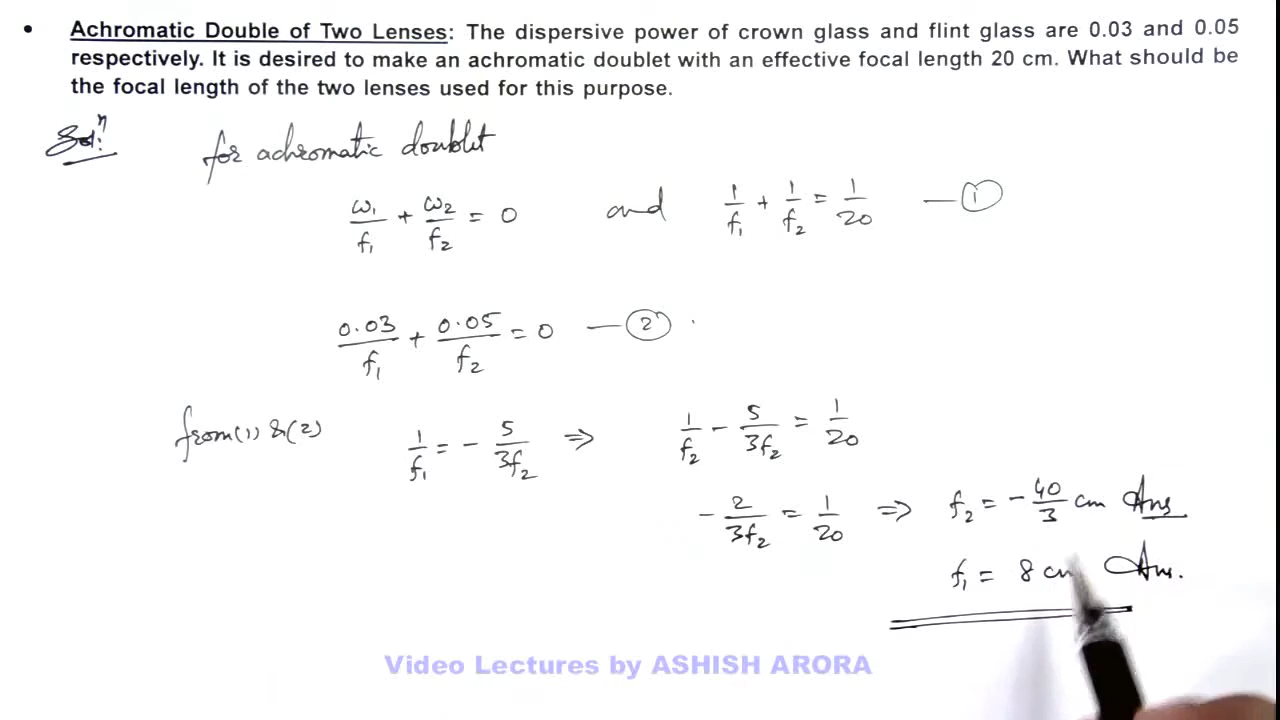 • Achromatic Double of Two Lenses: The dispersive power of crown glass and flint glass are 0.03 and 0.05
respectively. It is desired to make an achromatic doublet with an effective focal length 20 cm. What should be
the focal length of the two lenses used for this purpose.
Solⁿ:
for achromatic doublet
ω₁/f₁ + ω₂/f₂ = 0 and 1/f₁ + 1/f₂ = 1/20 — ①
0.03/f₁ + 0.05/f₂ = 0 — ②
from (1) & (2) 1/f₁ = - 5/3f₂ ⇒ 1/f₂ - 5/3f₂ = 1/20
- 2/3f₂ = 1/20 ⇒ f₂ = - 40/3 cm Ans
f₁ = 8 cm Ans.
Video Lectures by ASHISH ARORA